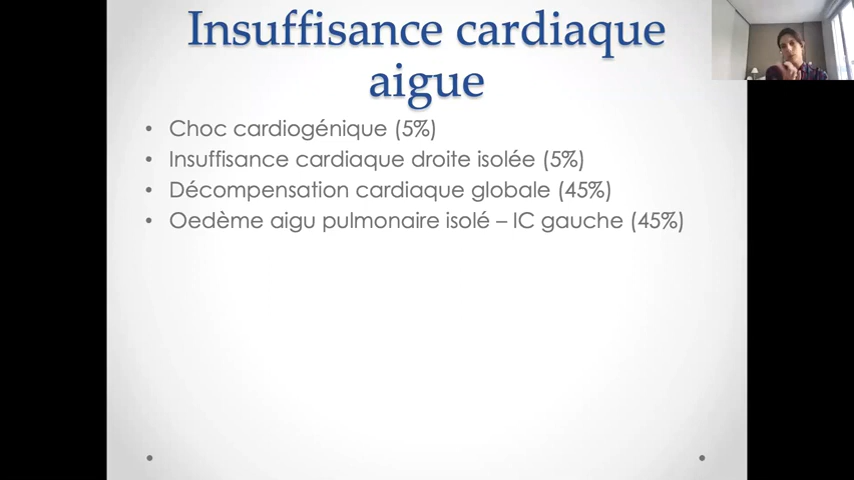 Insuffisance cardiaque
aigue
• Choc cardiogénique (5%)
• Insuffisance cardiaque droite isolée (5%)
• Décompensation cardiaque globale (45%)
• Oedème aigu pulmonaire isolé – IC gauche (45%)